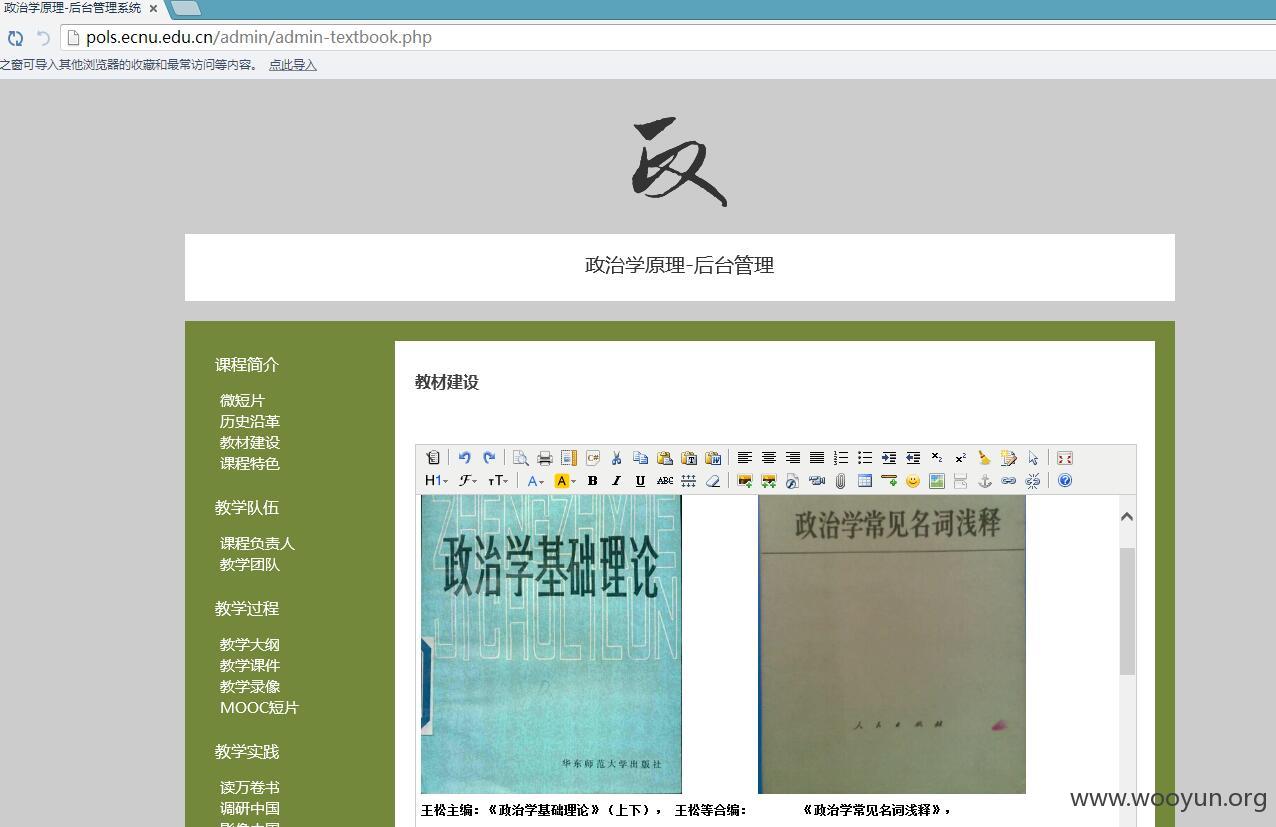 政治学原理-后台管理系统
pols.ecnu.edu.cn/admin/admin-textbook.php
之窗可导入其他浏览器的收藏和最常访问等内容。 点此导入
政
政治学原理-后台管理
课程简介
微短片
历史沿革
教材建设
课程特色
教学队伍
课程负责人
教学团队
教学过程
教学大纲
教学课件
教学录像
MOOC短片
教学实践
读万卷书
调研中国
教材建设
H1 F TT A A B I U ABC
ZHENGZHIXUE
政治学基础理论
JICHULILUN
华东师范大学出版社
政治学常见名词浅释
人民出版社
王松主编：《政治学基础理论》（上下）， 王松等合编： 《政治学常见名词浅释》，
www.wooyun.org